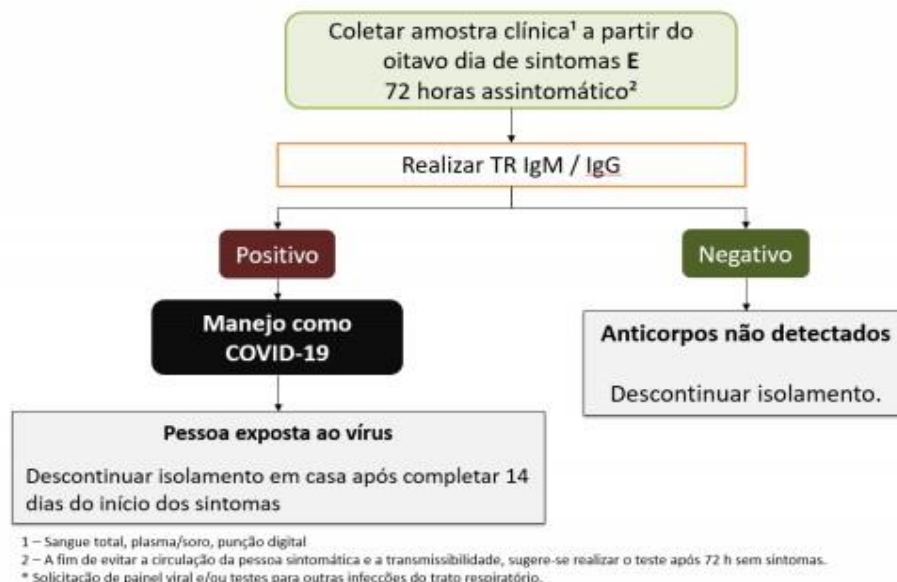 Coletar amostra clínica¹ a partir do
oitavo dia de sintomas E
72 horas assintomático²
Realizar TR IgM / IgG
Positivo
Negativo
Manejo como
COVID-19
Anticorpos não detectados
Descontinuar isolamento.
Pessoa exposta ao vírus
Descontinuar isolamento em casa após completar 14
dias do início dos sintomas
1 – Sangue total, plasma/soro, punção digital
2 – A fim de evitar a circulação da pessoa sintomática e a transmissibilidade, sugere-se realizar o teste após 72 h sem sintomas.
* Solicitação de painel viral e/ou testes para outras infecções do trato respiratório.